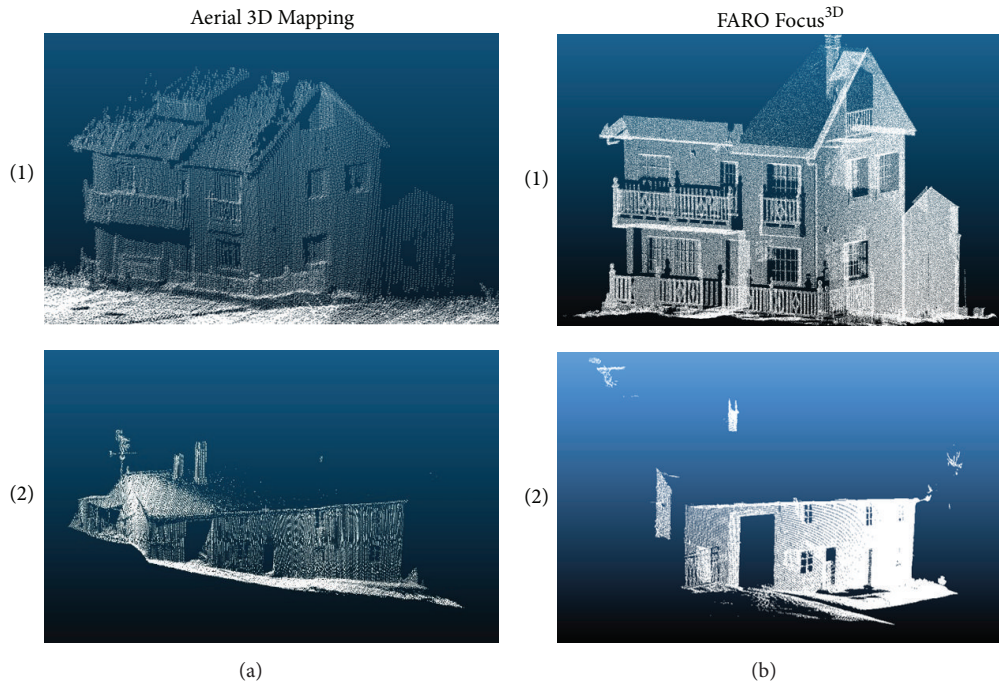 Aerial 3D Mapping
FARO Focus3D
(1)
(1)
(2)
(2)
(a)
(b)